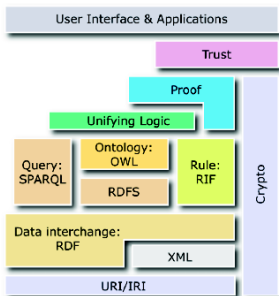 User Interface & Applications
Trust
Proof
Unifying Logic
Query:
SPARQL
Ontology:
OWL
RDFS
Rule:
RIF
Crypto
Data interchange:
RDF
XML
URI/IRI